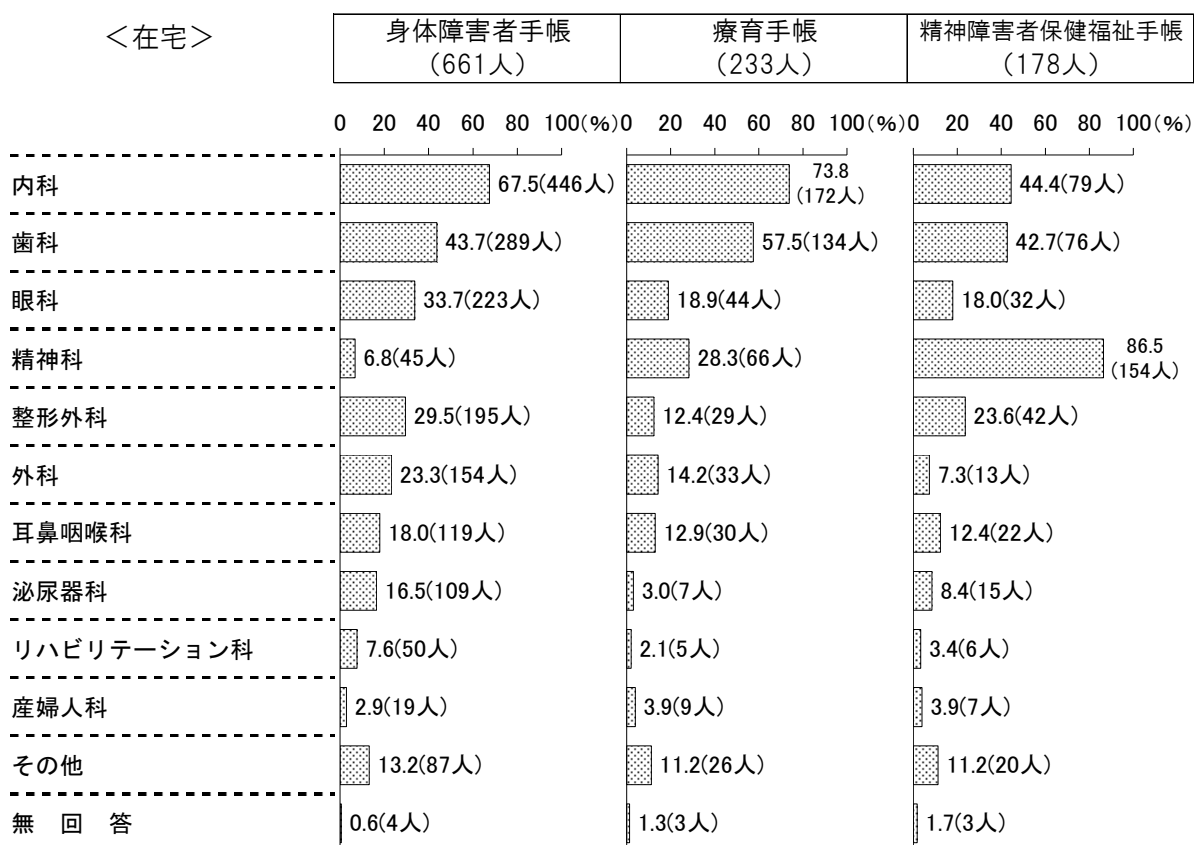 ＜在宅＞
身体障害者手帳
（661人）
療育手帳
（233人）
精神障害者保健福祉手帳
（178人）
0 20 40 60 80 100(%) 0 20 40 60 80 100(%) 0 20 40 60 80 100(%)
内科 67.5(446人) 73.8 (172人) 44.4(79人)
歯科 43.7(289人) 57.5(134人) 42.7(76人)
眼科 33.7(223人) 18.9(44人) 18.0(32人)
精神科 6.8(45人) 28.3(66人) 86.5 (154人)
整形外科 29.5(195人) 12.4(29人) 23.6(42人)
外科 23.3(154人) 14.2(33人) 7.3(13人)
耳鼻咽喉科 18.0(119人) 12.9(30人) 12.4(22人)
泌尿器科 16.5(109人) 3.0(7人) 8.4(15人)
リハビリテーション科 7.6(50人) 2.1(5人) 3.4(6人)
産婦人科 2.9(19人) 3.9(9人) 3.9(7人)
その他 13.2(87人) 11.2(26人) 11.2(20人)
無　回　答 0.6(4人) 1.3(3人) 1.7(3人)